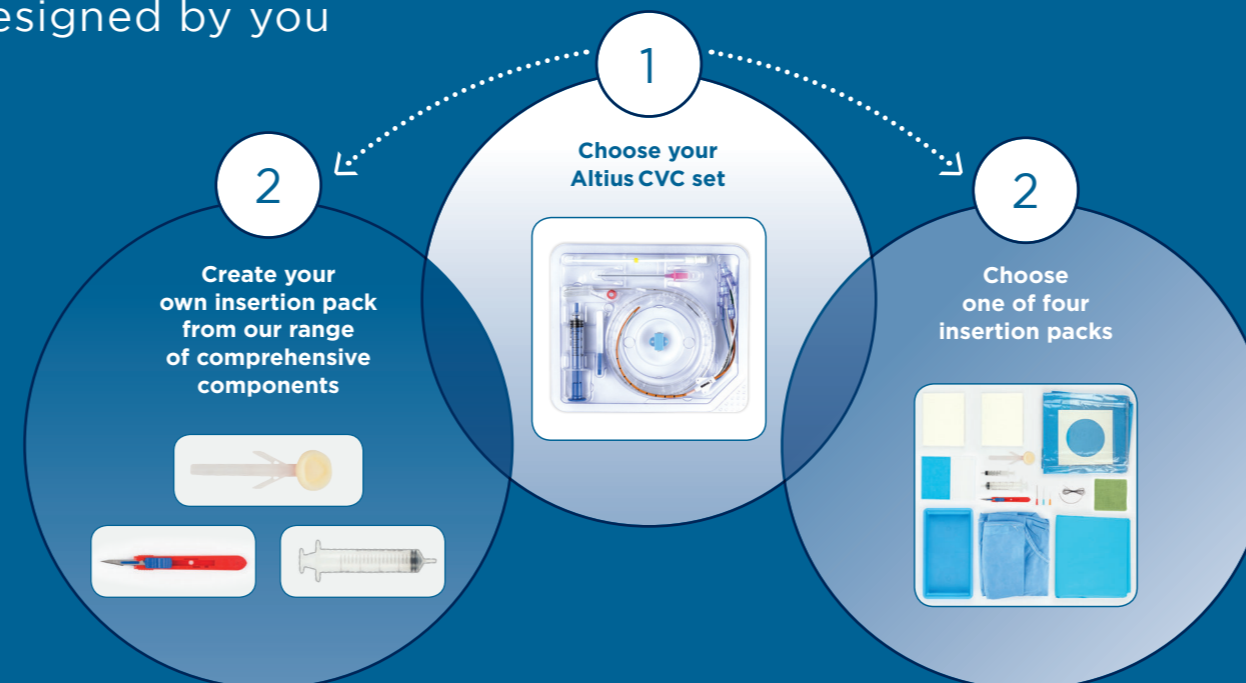 esigned by you
1
Choose your
Altius CVC set
2
Create your
own insertion pack
from our range
of comprehensive
components
2
Choose
one of four
insertion packs